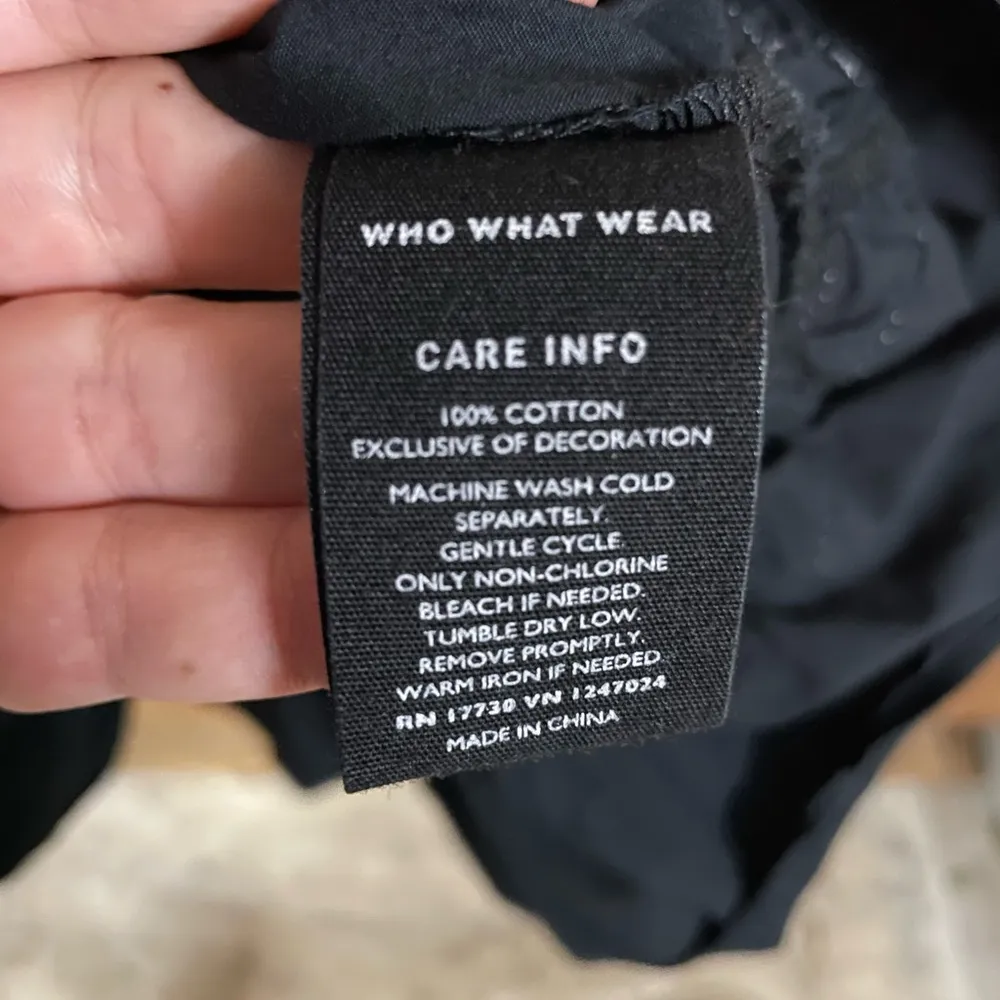 WHO WHAT WEAR
CARE INFO
100% COTTON
EXCLUSIVE OF DECORATION
MACHINE WASH COLD
SEPARATELY.
GENTLE CYCLE.
ONLY NON-CHLORINE
BLEACH IF NEEDED.
TUMBLE DRY LOW.
REMOVE PROMPTLY.
WARM IRON IF NEEDED
RN 17730 VN 1247024
MADE IN CHINA